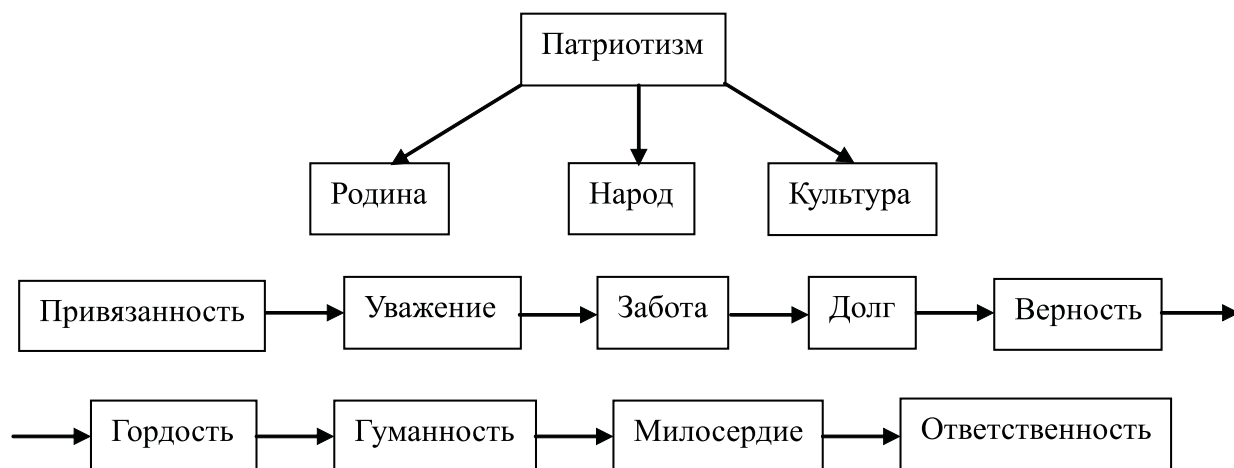 Патриотизм
Родина Народ Культура
Привязанность Уважение Забота Долг Верность
Гордость Гуманность Милосердие Ответственность